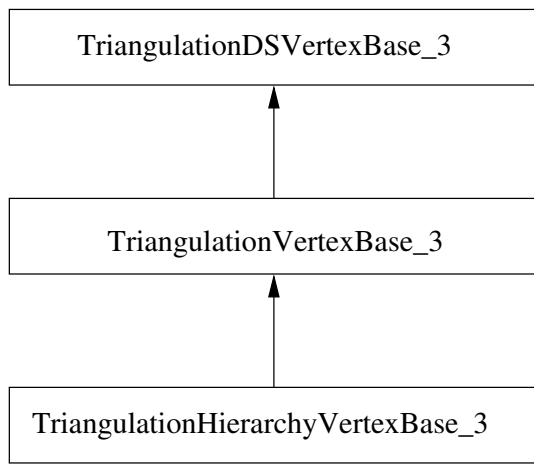 TriangulationDSVertexBase_3
TriangulationVertexBase_3
TriangulationHierarchyVertexBase_3